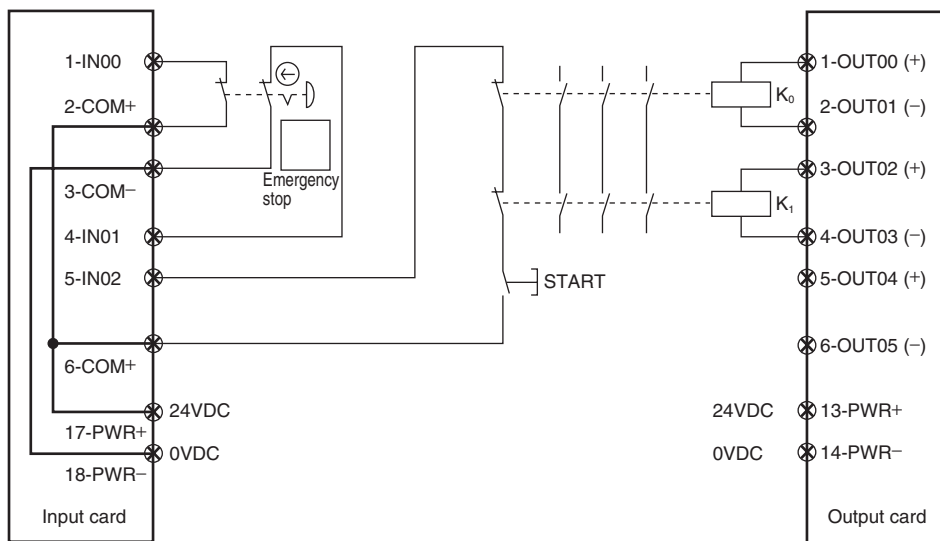 1-IN00
2-COM+
3-COM−
4-IN01
5-IN02
6-COM+
17-PWR+
18-PWR−
Input card
24VDC
0VDC
Emergency
stop
START
K0
K1
24VDC
0VDC
1-OUT00 (+)
2-OUT01 (−)
3-OUT02 (+)
4-OUT03 (−)
5-OUT04 (+)
6-OUT05 (−)
13-PWR+
14-PWR−
Output card